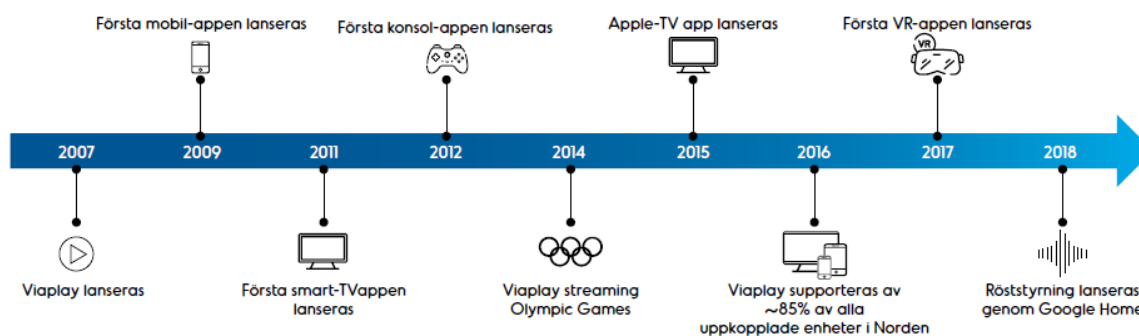 Första mobil-appen lanseras
Första konsol-appen lanseras
Apple-TV app lanseras
Första VR-appen lanseras
VR
2007
2009
2011
2012
2014
2015
2016
2017
2018
Viaplay lanseras
Första smart-TVappen
lanseras
Viaplay streaming
Olympic Games
Viaplay supporteras av
~85% av alla
uppkopplade enheter i Norden
Röststyrning lanseras
genom Google Home